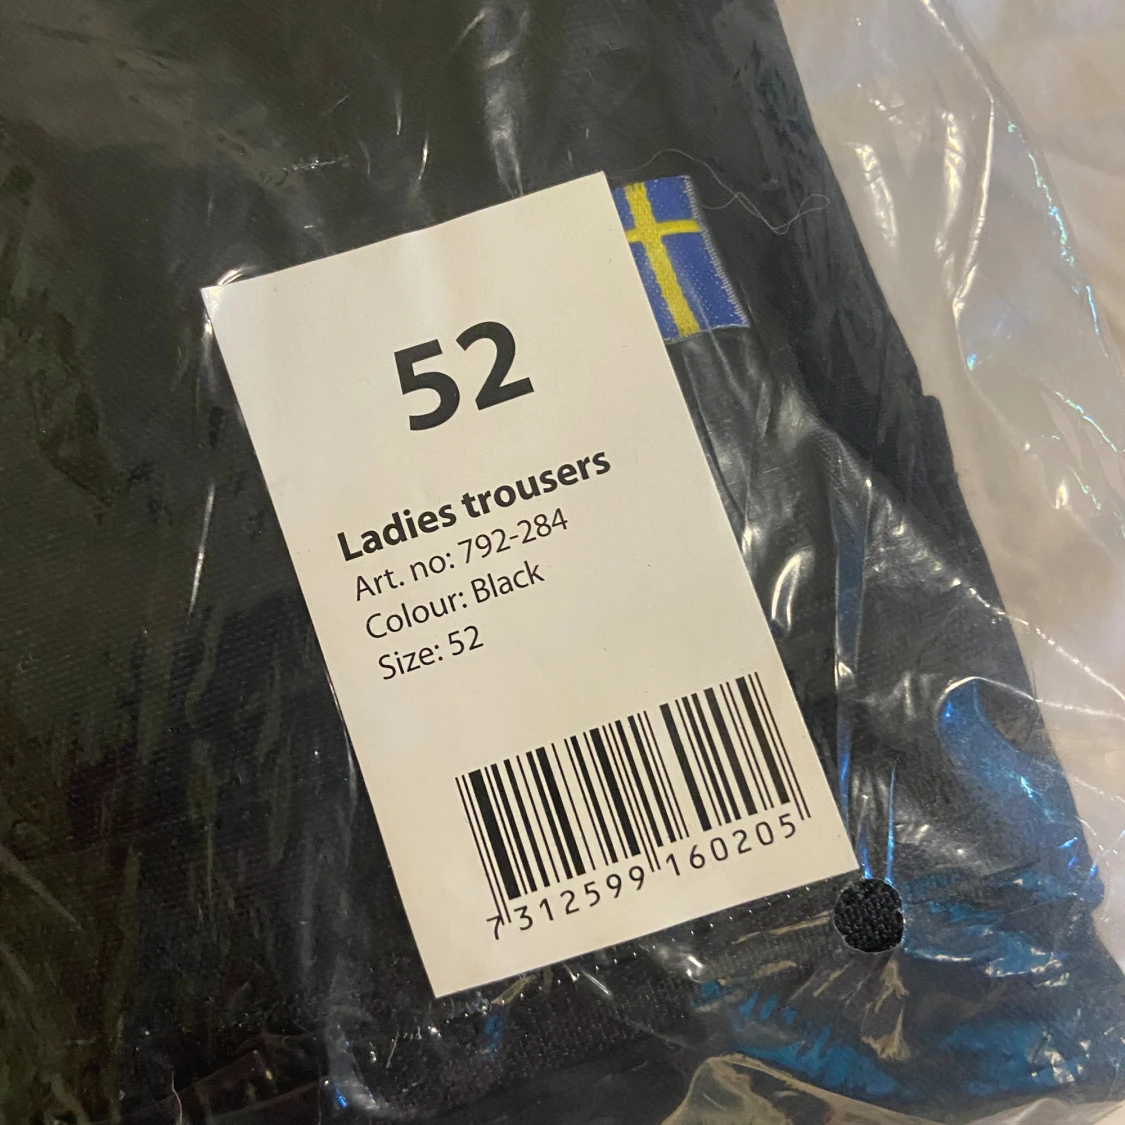 52
Ladies trousers
Art. no: 792-284
Colour: Black
Size: 52
7 312599 160205